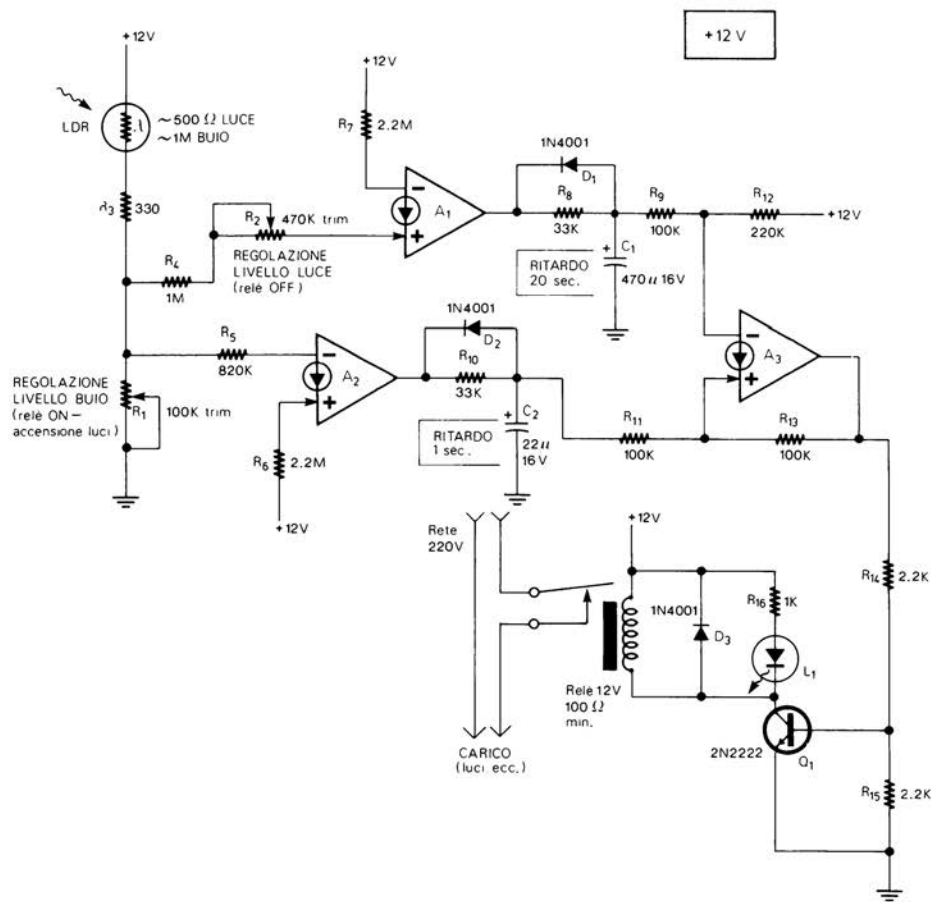 +12 V
+12V
+12V
LDR
~500 Ω LUCE
~1M BUIO
R7
2.2M
1N4001
D1
R3
330
R2
470K trim
A1
R8
33K
R9
100K
R12
220K
+12V
R4
1M
REGOLAZIONE
LIVELLO LUCE
(relè OFF)
RITARDO
20 sec.
C1
470µ 16V
1N4001
D2
R5
820K
A2
R10
33K
A3
REGOLAZIONE
LIVELLO BUIO
(relè ON –
accensione luci)
R1
100K trim
RITARDO
1 sec.
C2
22µ
16V
R11
100K
R13
100K
R6
2.2M
+12V
Rete
220V
+12V
R14
2.2K
1N4001
D3
R16
1K
L1
Relè 12V
100 Ω
min.
CARICO
(luci ecc.)
2N2222
Q1
R15
2.2K